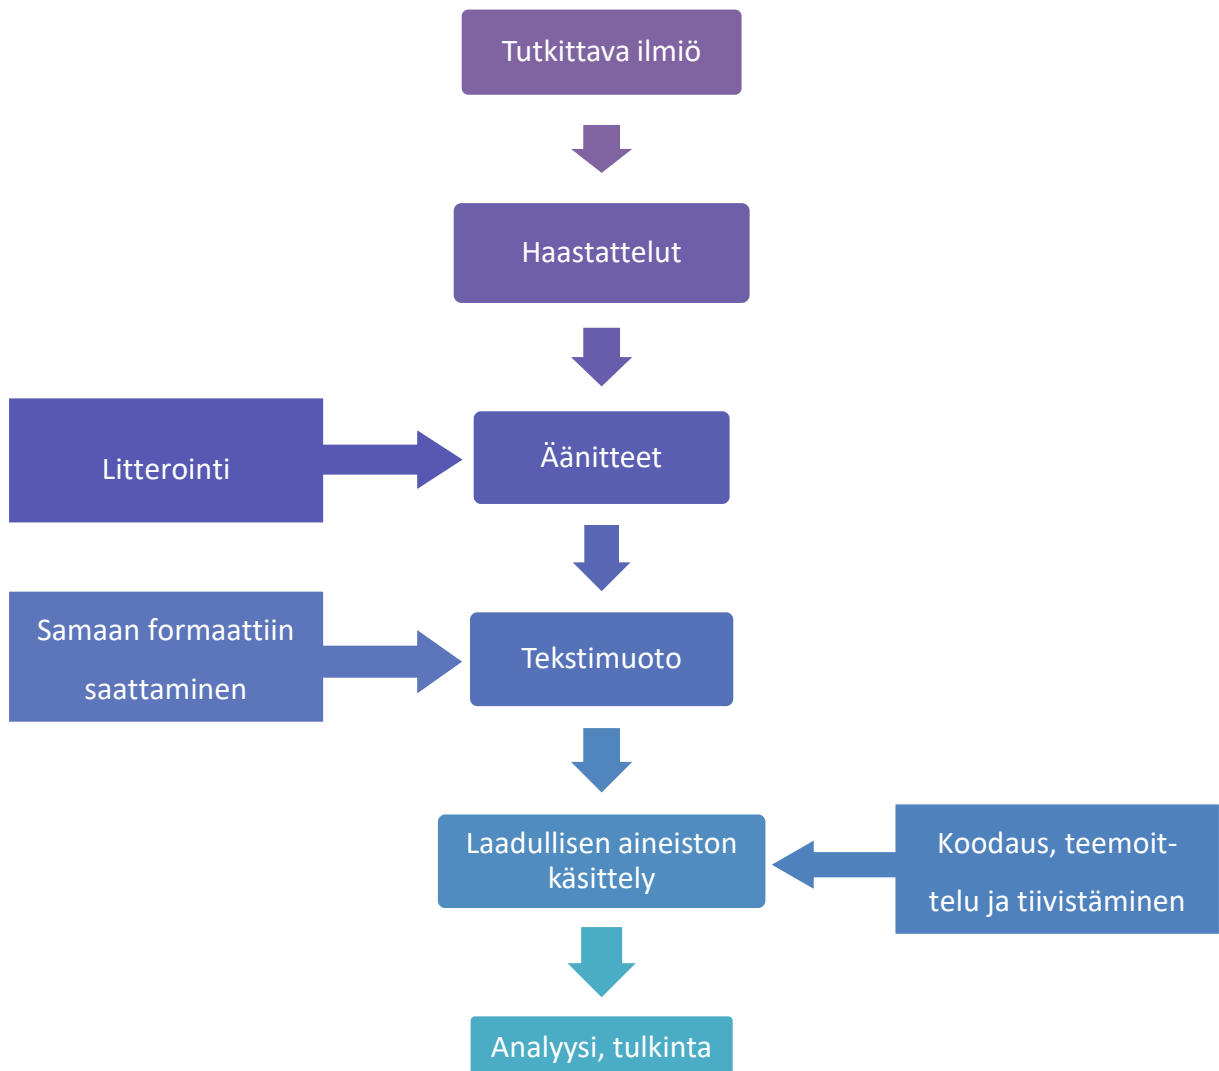 Tutkittava ilmiö
Haastattelut
Litterointi
Äänitteet
Samaan formaattiin
saattaminen
Tekstimuoto
Laadullisen aineiston
käsittely
Koodaus, teemoit-
telu ja tiivistäminen
Analyysi, tulkinta